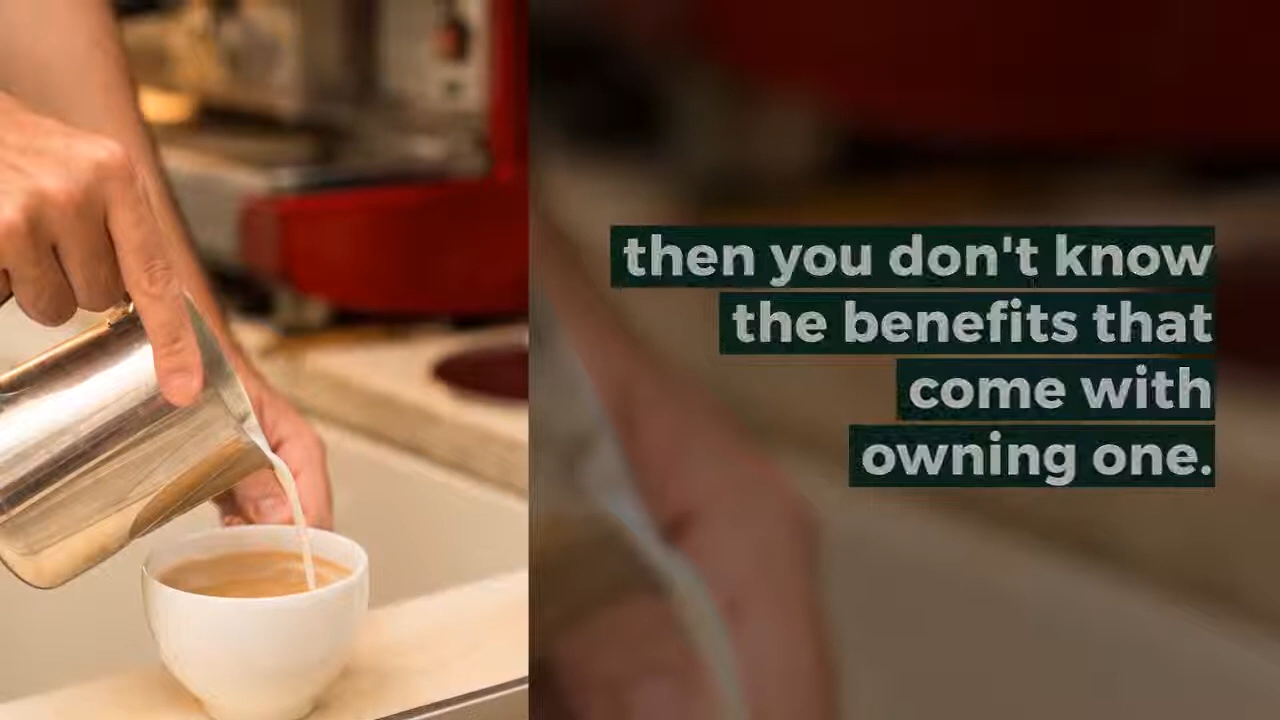 then you don't know
the benefits that
come with
owning one.